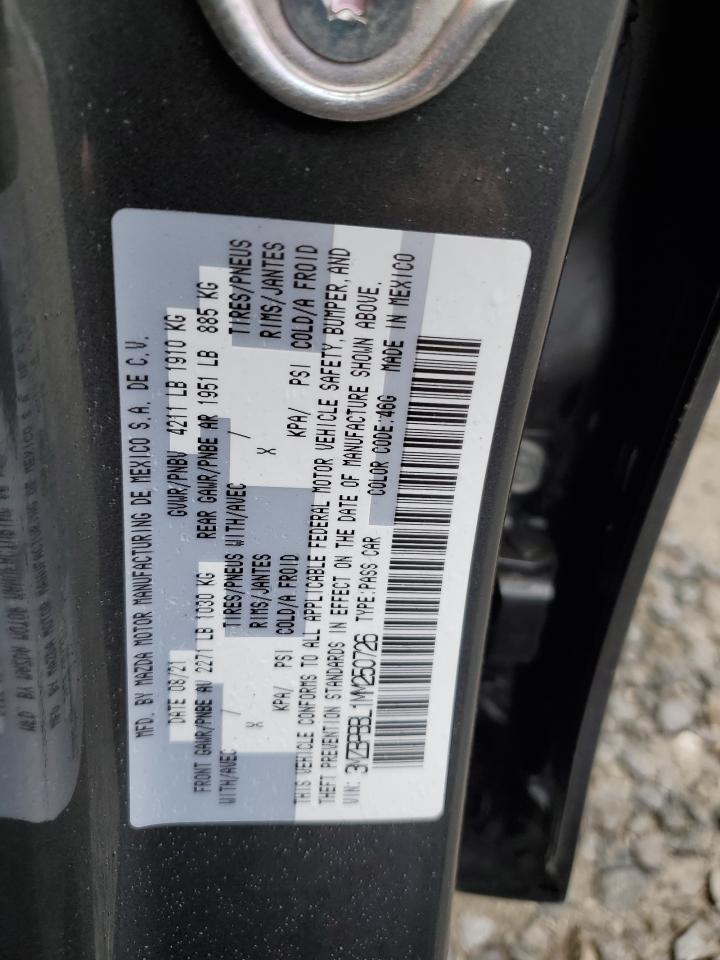 MFD. BY MAZDA MOTOR MANUFACTURING DE MEXICO S.A. DE C.V.
DATE 08/21 GVWR/PNBV 4211 LB 1910 KG
FRONT GAWR/PNBE AV 2271 LB 1030 KG REAR GAWR/PNBE AR 1951 LB 885 KG
WITH/AVEC / TIRES/PNEUS WITH/AVEC / TIRES/PNEUS
X RIMS/JANTES X RIMS/JANTES
KPA/ PSI COLD/A FROID KPA/ PSI COLD/A FROID
THIS VEHICLE CONFORMS TO ALL APPLICABLE FEDERAL MOTOR VEHICLE SAFETY, BUMPER, AND
THEFT PREVENTION STANDARDS IN EFFECT ON THE DATE OF MANUFACTURE SHOWN ABOVE.
VIN: 3MZBPBBL1MM250726 TYPE:PASS CAR COLOR CODE:46G MADE IN MEXICO